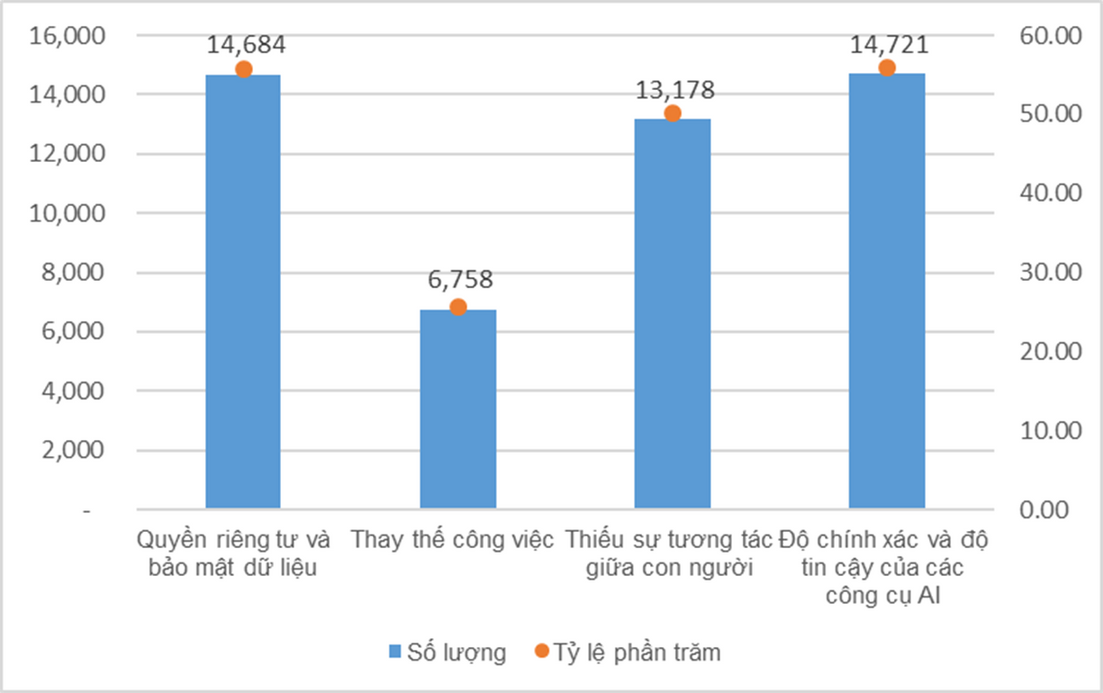 16,000
14,000
12,000
10,000
8,000
6,000
4,000
2,000
-
14,684
6,758
13,178
14,721
60.00
50.00
40.00
30.00
20.00
10.00
0.00
Quyền riêng tư và
bảo mật dữ liệu
Thay thế công việc
Thiếu sự tương tác
giữa con người
Độ chính xác và độ
tin cậy của các
công cụ AI
Số lượng
Tỷ lệ phần trăm